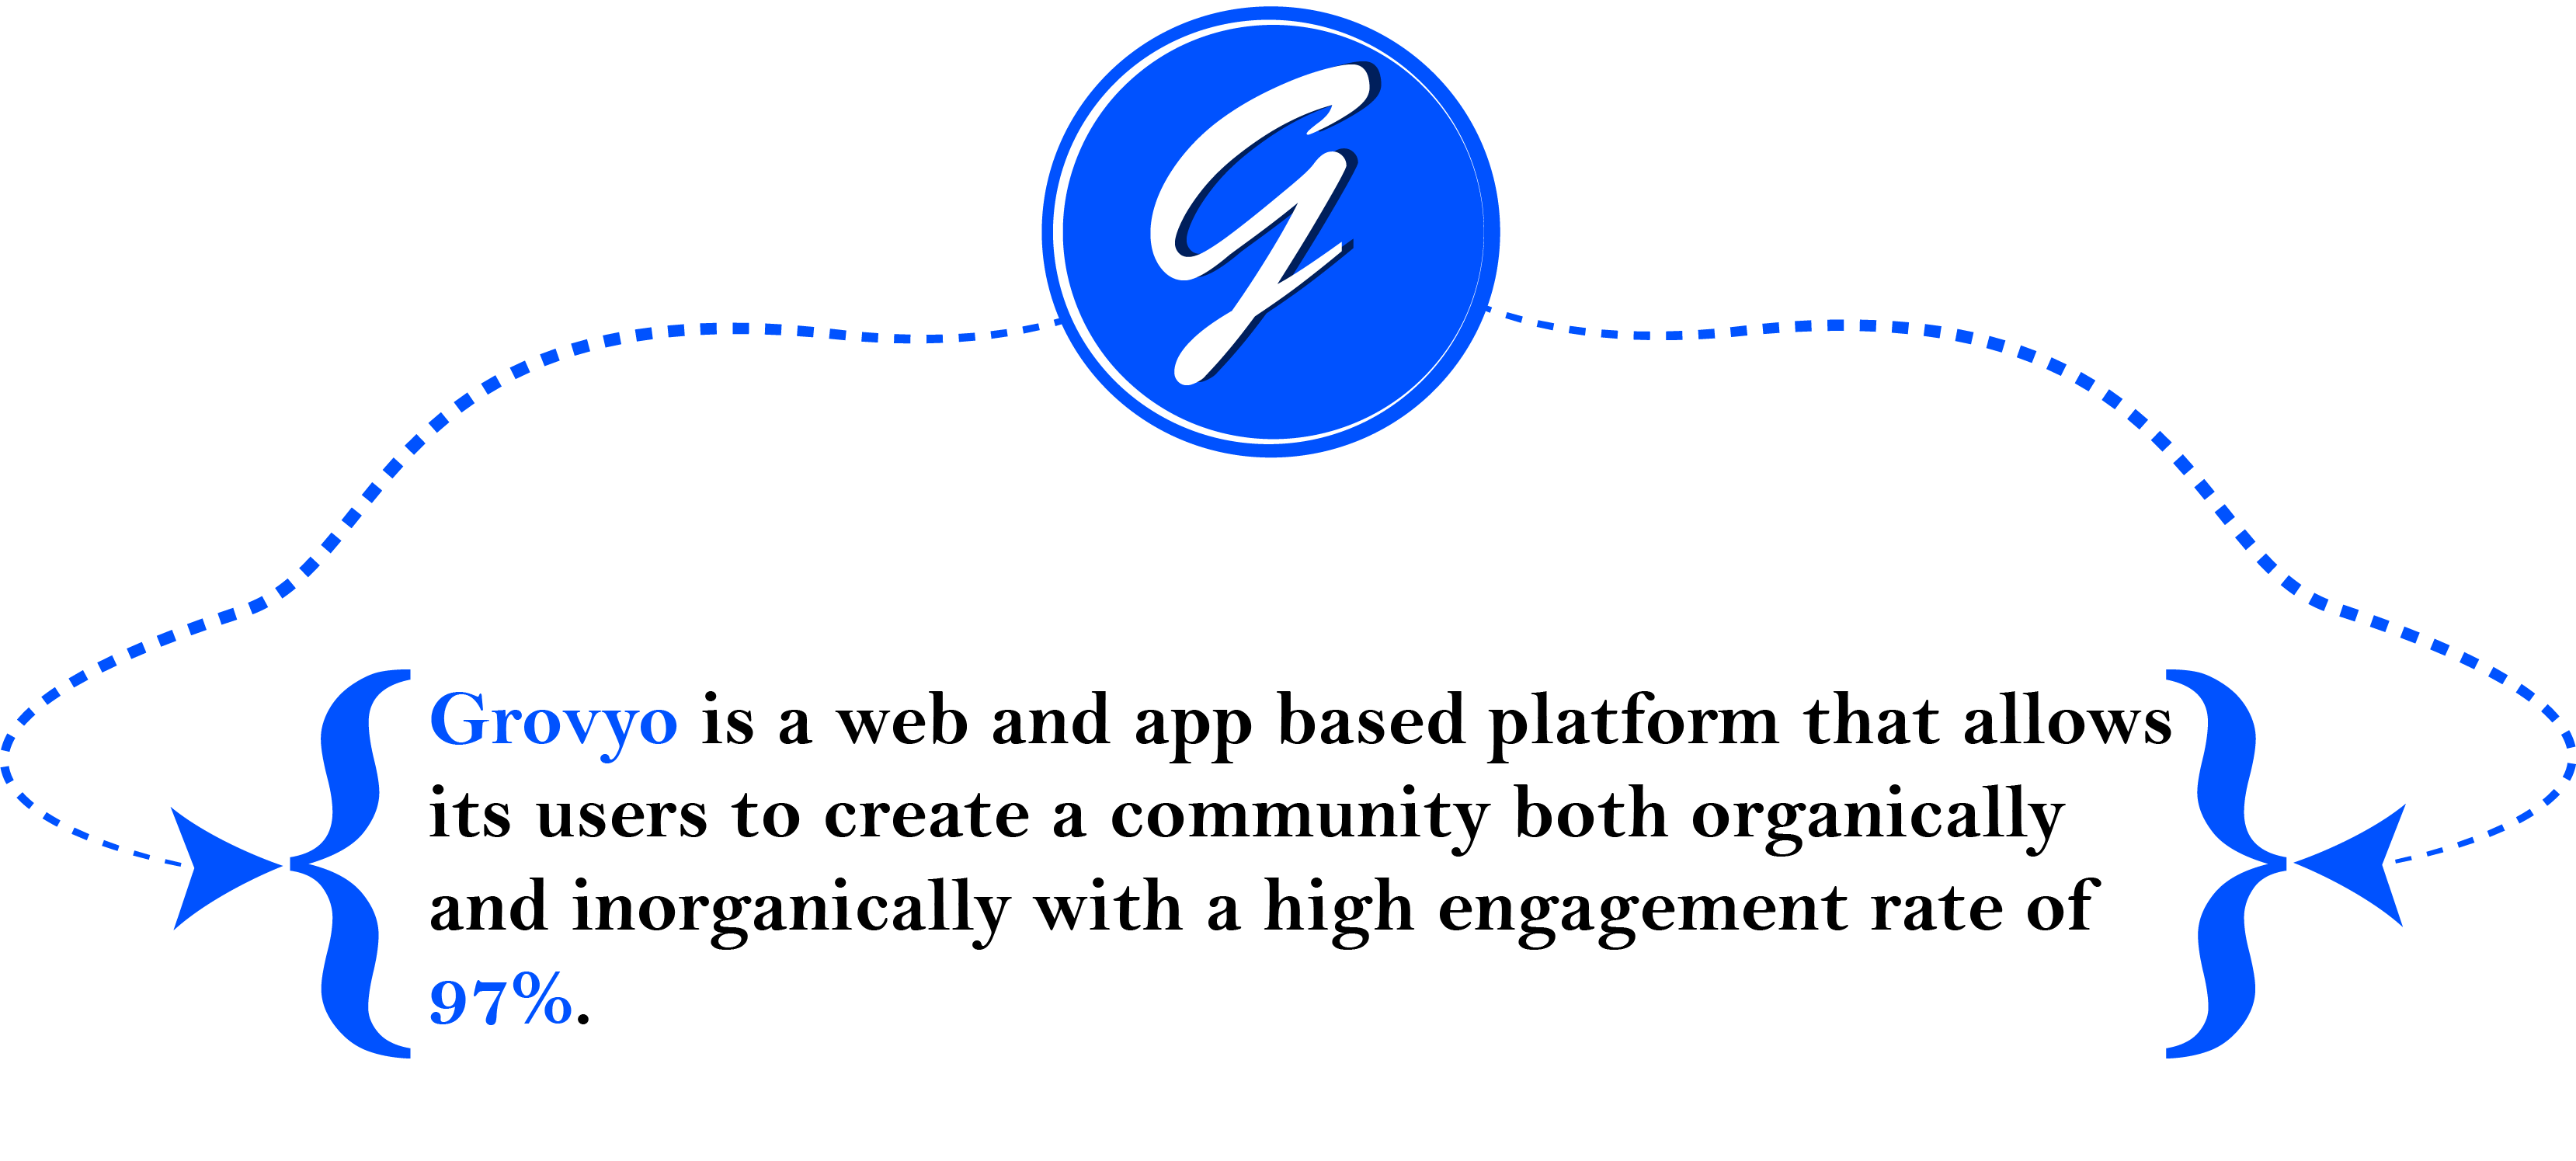 G
Grovyo is a web and app based platform that allows
its users to create a community both organically
and inorganically with a high engagement rate of
97%.